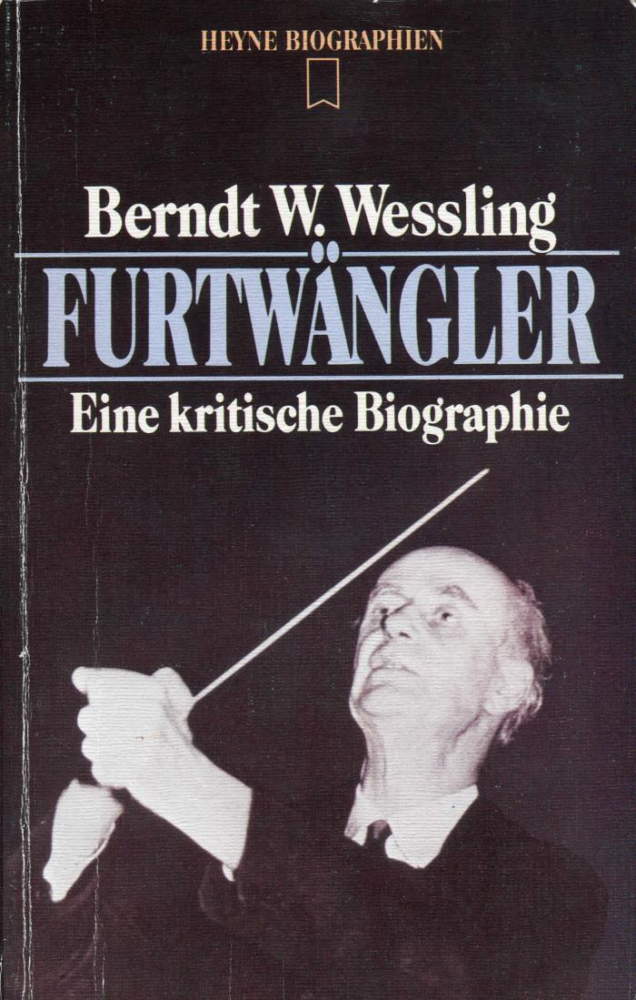 HEYNE BIOGRAPHIEN
Berndt W. Wessling
FURTWÄNGLER
Eine kritische Biographie